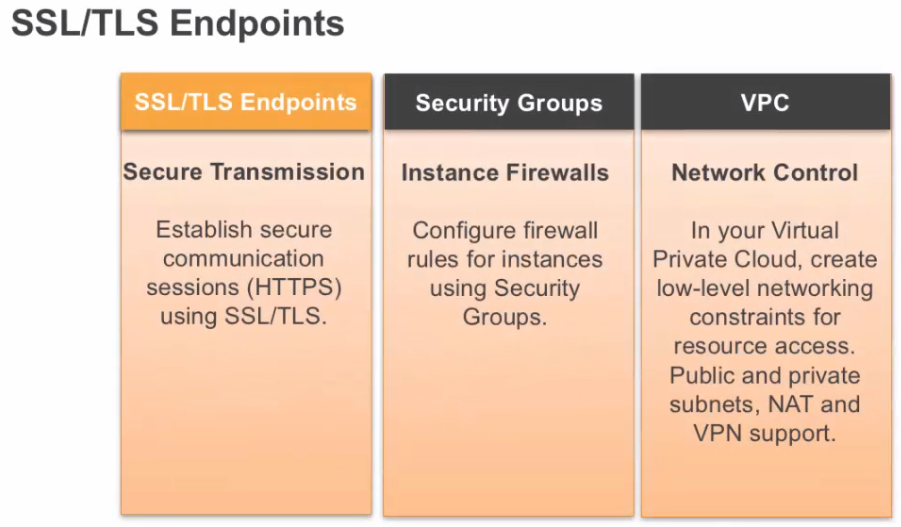 SSL/TLS Endpoints
SSL/TLS Endpoints
Secure Transmission
Establish secure
communication
sessions (HTTPS)
using SSL/TLS.
Security Groups
Instance Firewalls
Configure firewall
rules for instances
using Security
Groups.
VPC
Network Control
In your Virtual
Private Cloud, create
low-level networking
constraints for
resource access.
Public and private
subnets, NAT and
VPN support.